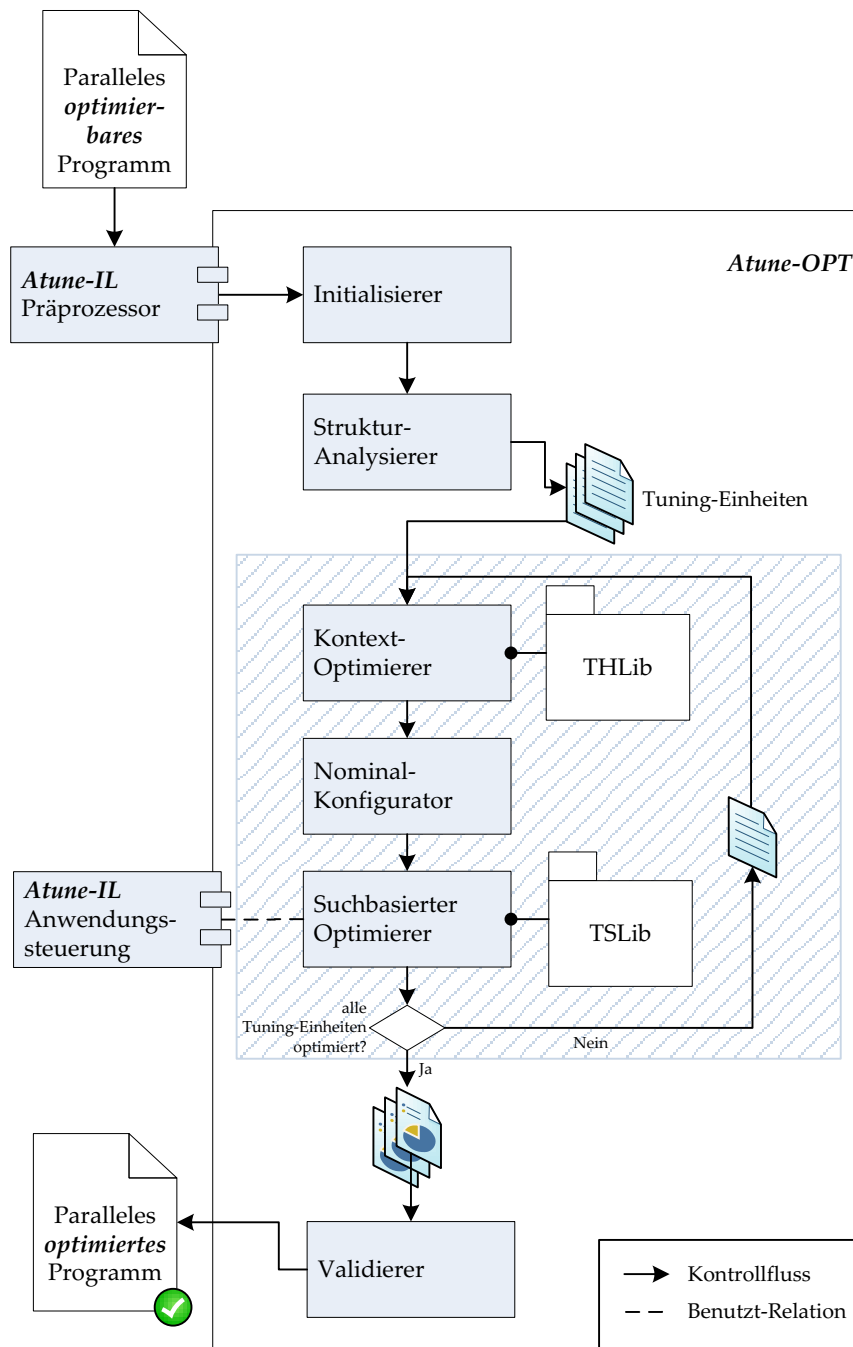 Paralleles
optimier-
bares
Programm
Atune-OPT
Atune-IL
Präprozessor
Initialisierer
Struktur-
Analysierer
Tuning-Einheiten
Kontext-
Optimierer
THLib
Nominal-
Konfigurator
Atune-IL
Anwendungs-
steuerung
Suchbasierter
Optimierer
TSLib
alle
Tuning-Einheiten
optimiert?
Nein
Ja
Paralleles
optimiertes
Programm
Validierer
Kontrollfluss
Benutzt-Relation